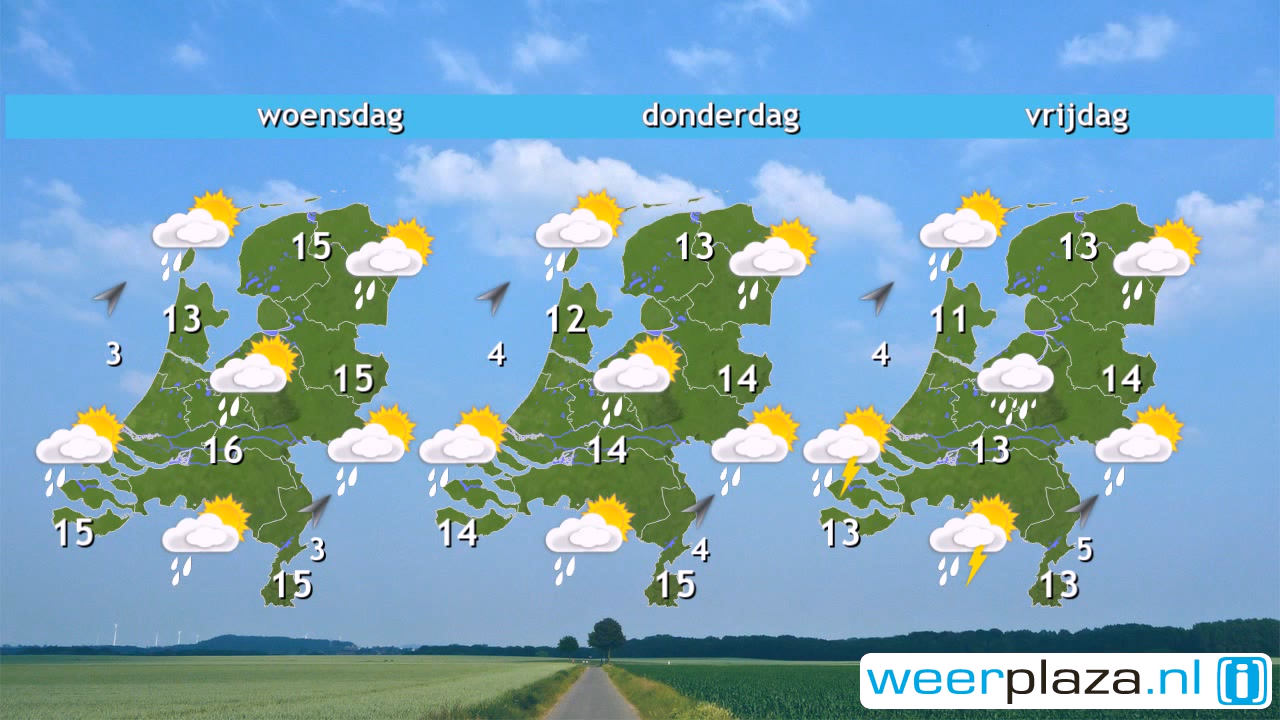 woensdag donderdag vrijdag
15 13 13
13 12 11
3 4 4
15 14 14
16 14 13
15 14 13
3 4 5
15 15 13
weerplaza.nl